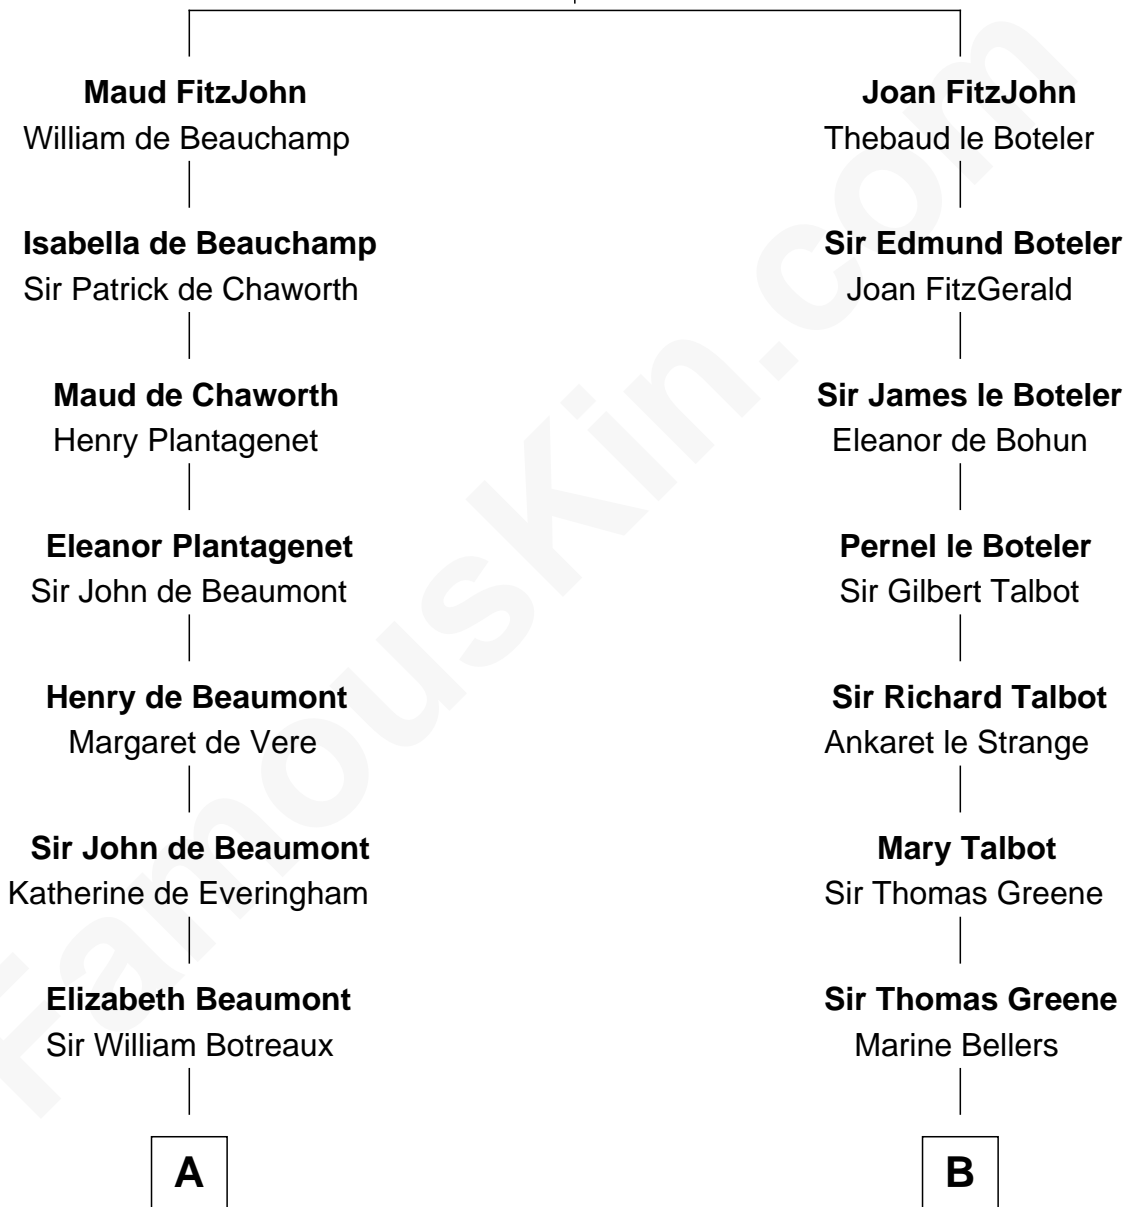 Maud FitzJohn
William de Beauchamp
Isabella de Beauchamp
Sir Patrick de Chaworth
Maud de Chaworth
Henry Plantagenet
Eleanor Plantagenet
Sir John de Beaumont
Henry de Beaumont
Margaret de Vere
Sir John de Beaumont
Katherine de Everingham
Elizabeth Beaumont
Sir William Botreaux
A
Joan FitzJohn
Thebaud le Boteler
Sir Edmund Boteler
Joan FitzGerald
Sir James le Boteler
Eleanor de Bohun
Pernel le Boteler
Sir Gilbert Talbot
Sir Richard Talbot
Ankaret le Strange
Mary Talbot
Sir Thomas Greene
Sir Thomas Greene
Marine Bellers
B
FamousKin.com